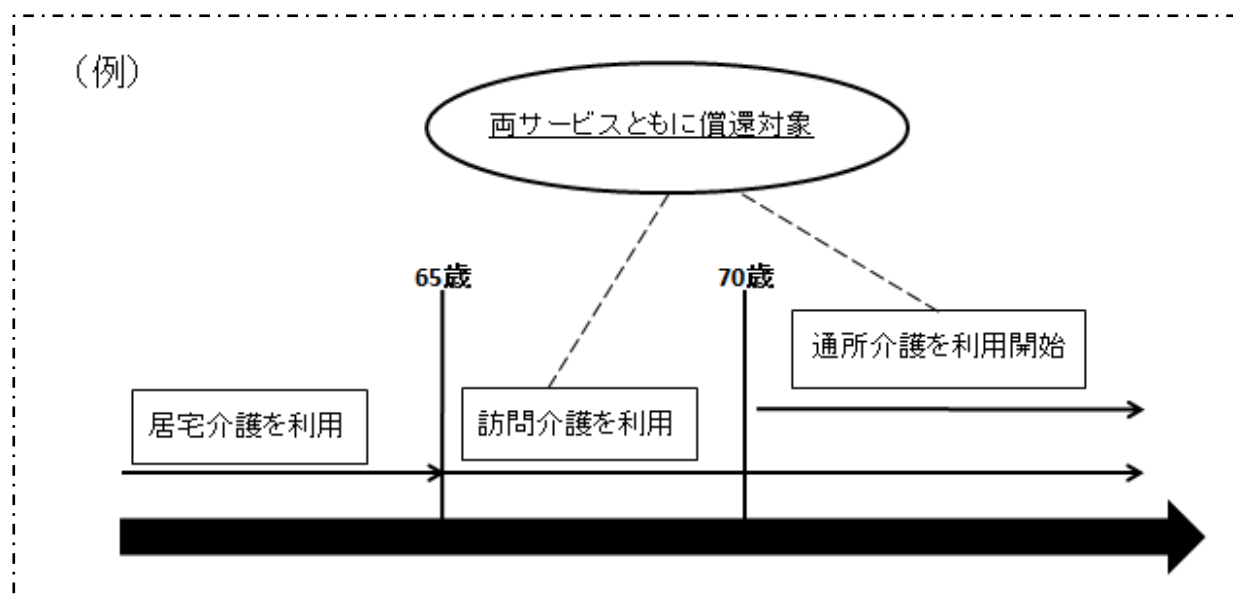 （例）
両サービスともに償還対象
65歳
70歳
通所介護を利用開始
居宅介護を利用
訪問介護を利用